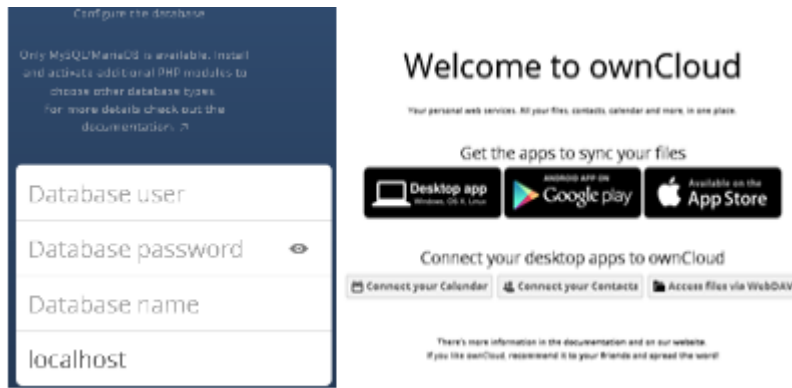 Configure the database
Only MySQL/MariaDB is available. Install
and activate additional PHP modules to
choose other database types.
For more details check out the
documentation. ↗
Database user
Database password
Database name
localhost
Welcome to ownCloud
Your personal web services. All your files, contacts, calendar and more, in one place.
Get the apps to sync your files
Desktop app
Windows, OS X, Linux
ANDROID APP ON
Google play
Available on the
App Store
Connect your desktop apps to ownCloud
Connect your Calendar
Connect your Contacts
Access files via WebDAV
There's more information in the documentation and on our website.
If you like ownCloud, recommend it to your friends and spread the word!